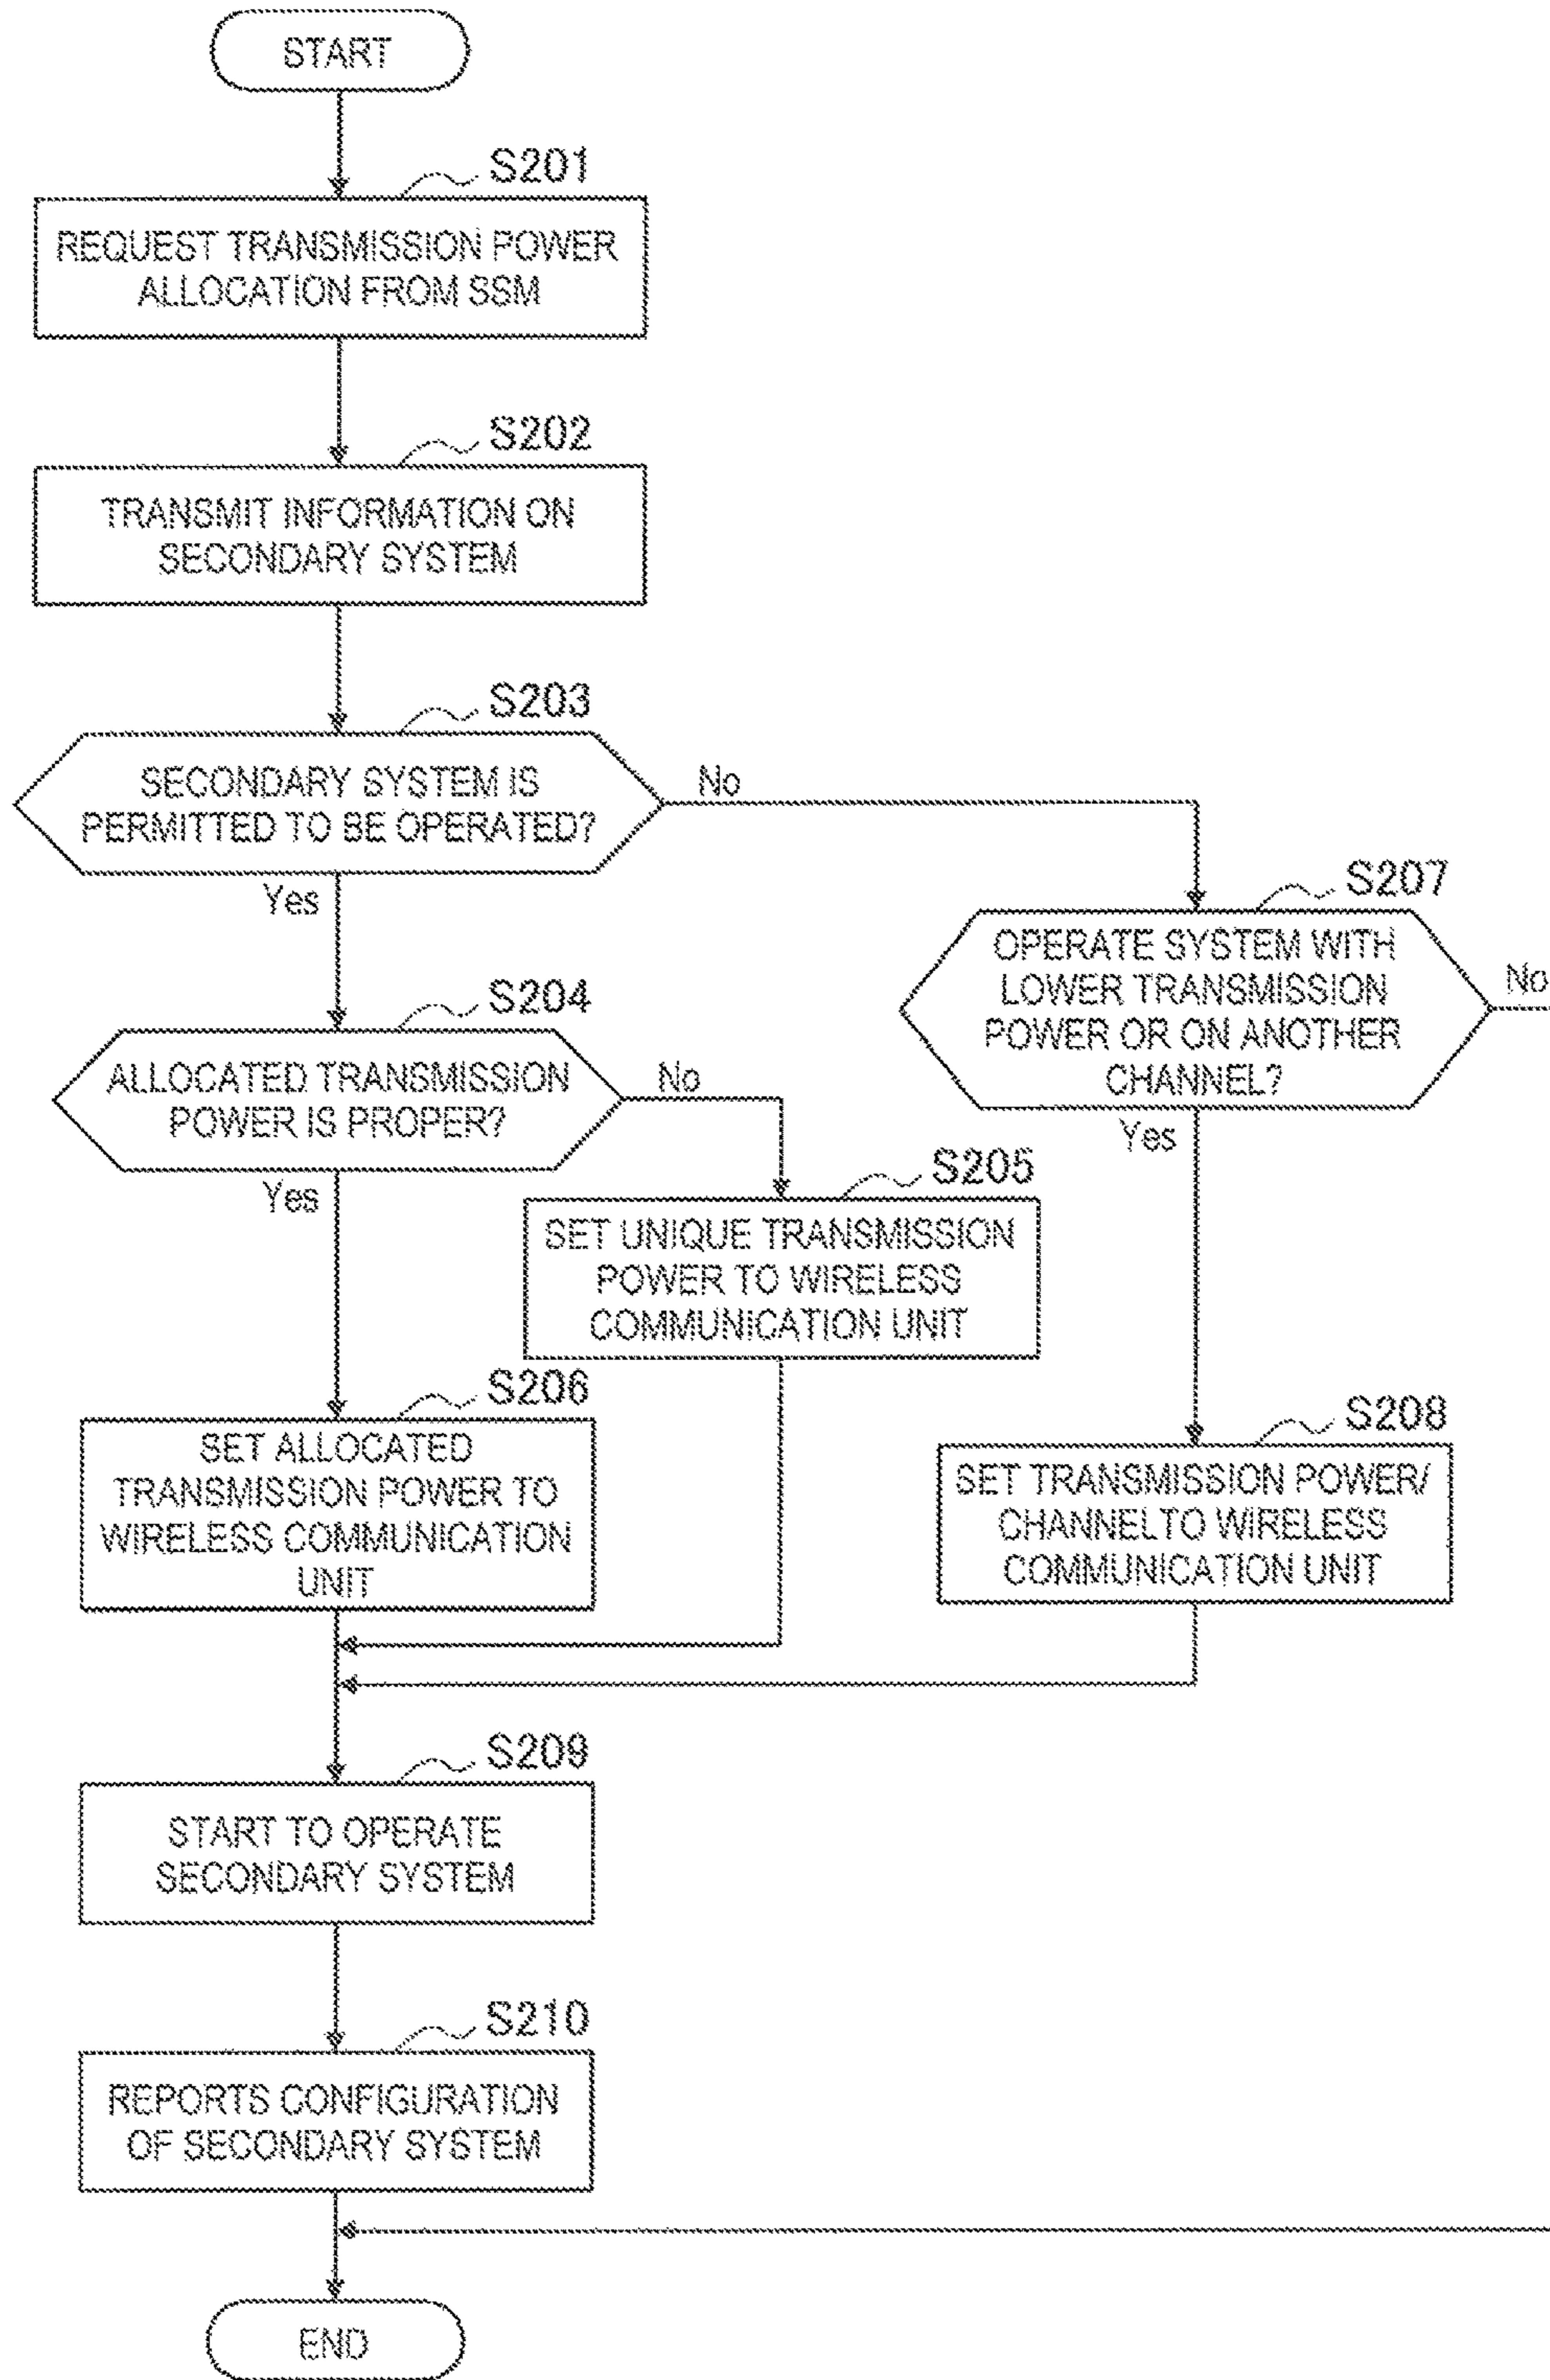 START
S201
REQUEST TRANSMISSION POWER
ALLOCATION FROM SSM
S202
TRANSMIT INFORMATION ON
SECONDARY SYSTEM
S203
SECONDARY SYSTEM IS
PERMITTED TO BE OPERATED?
No
Yes
S207
OPERATE SYSTEM WITH
LOWER TRANSMISSION
POWER OR ON ANOTHER
CHANNEL?
No
Yes
S204
ALLOCATED TRANSMISSION
POWER IS PROPER?
No
Yes
S205
SET UNIQUE TRANSMISSION
POWER TO WIRELESS
COMMUNICATION UNIT
S206
SET ALLOCATED
TRANSMISSION POWER TO
WIRELESS COMMUNICATION
UNIT
S208
SET TRANSMISSION POWER/
CHANNELTO WIRELESS
COMMUNICATION UNIT
S209
START TO OPERATE
SECONDARY SYSTEM
S210
REPORTS CONFIGURATION
OF SECONDARY SYSTEM
END